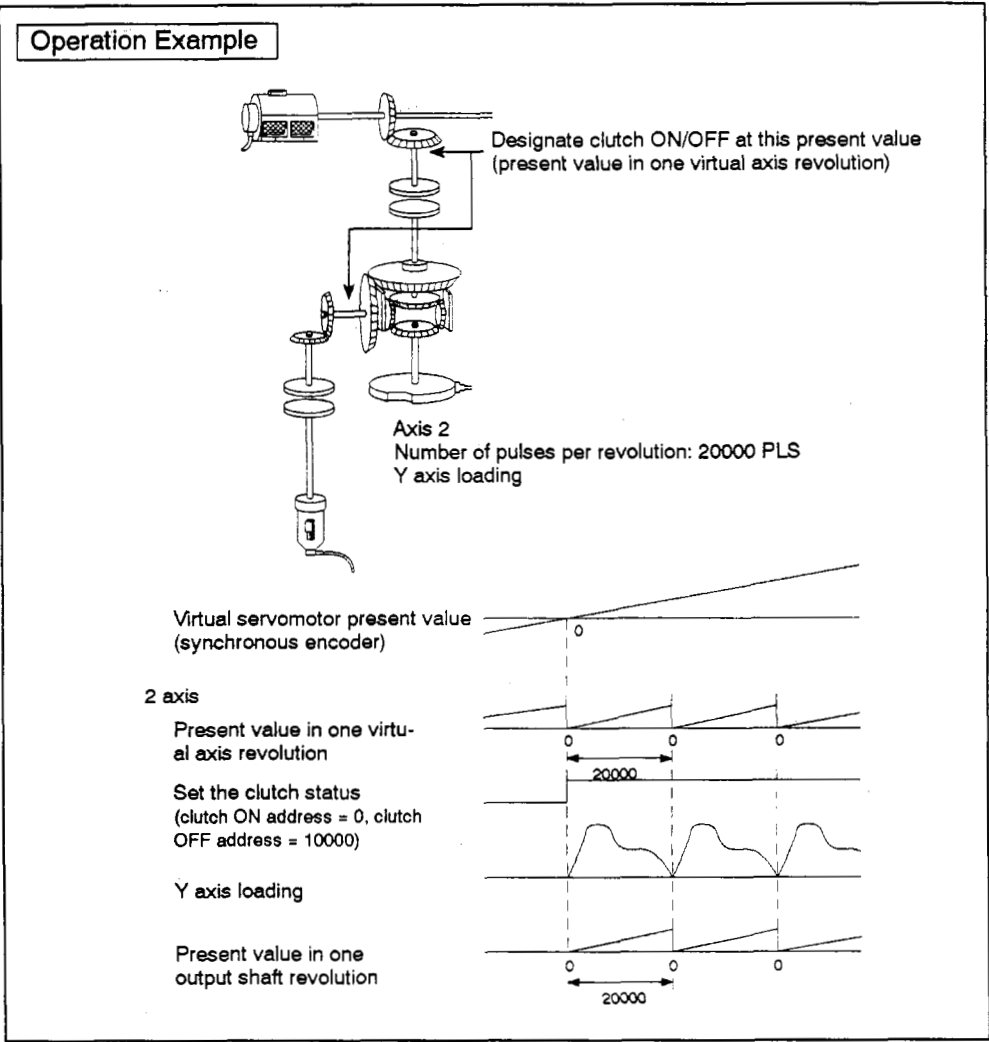 Operation Example
Designate clutch ON/OFF at this present value
(present value in one virtual axis revolution)
Axis 2
Number of pulses per revolution: 20000 PLS
Y axis loading
Virtual servomotor present value
(synchronous encoder)
0
2 axis
Present value in one virtu-
al axis revolution
0 0 0
20000
Set the clutch status
(clutch ON address = 0, clutch
OFF address = 10000)
Y axis loading
Present value in one
output shaft revolution
0 0 0
20000